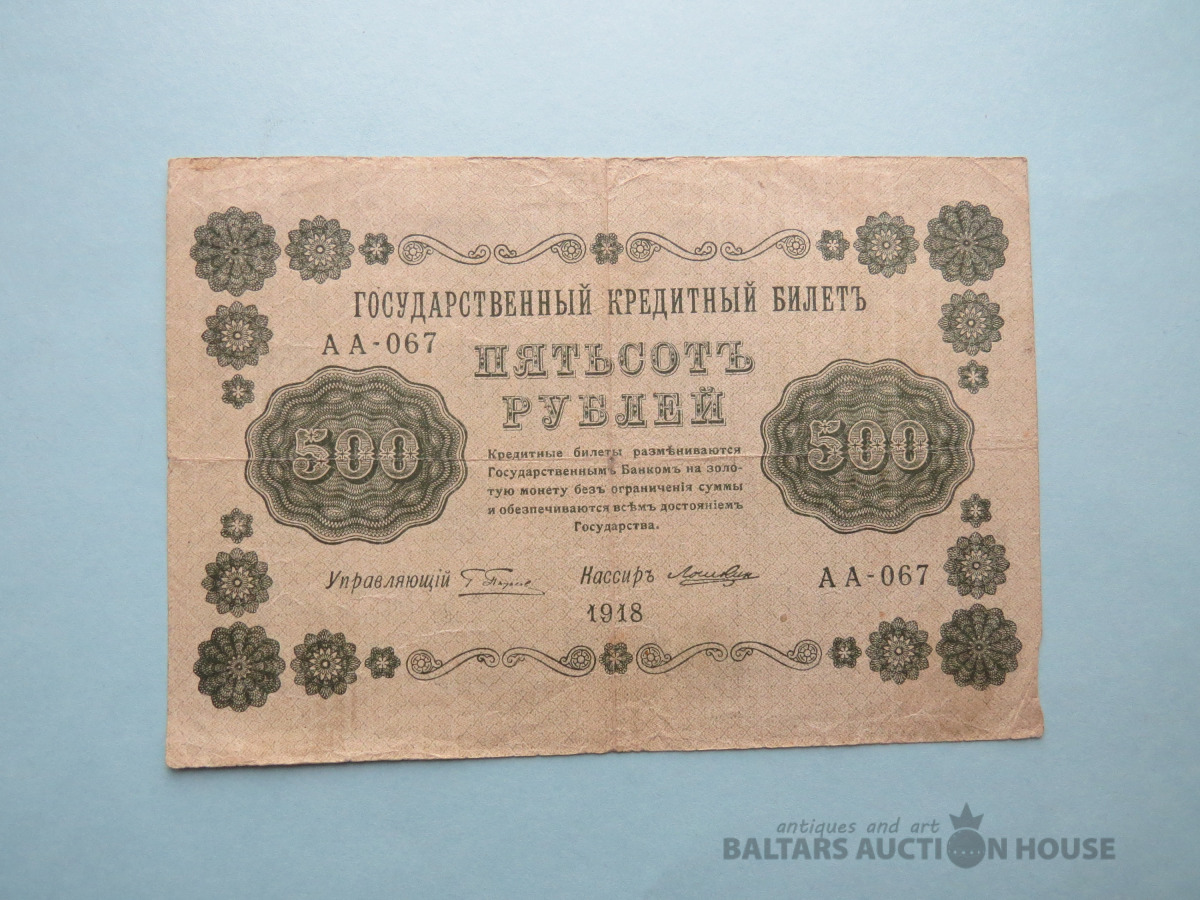 ГОСУДАРСТВЕННЫЙ КРЕДИТНЫЙ БИЛЕТЪ
АА-067
ПЯТЬСОТЪ
РУБЛЕЙ
500
500
Кредитные билеты размѣниваются
Государственнымъ Банкомъ на золо-
тую монету безъ ограниченія суммы
и обезпечиваются всѣмъ достояніемъ
Государства.
Управляющій
Кассиръ
АА-067
1918
antiques and art
BALTARS AUCTION HOUSE